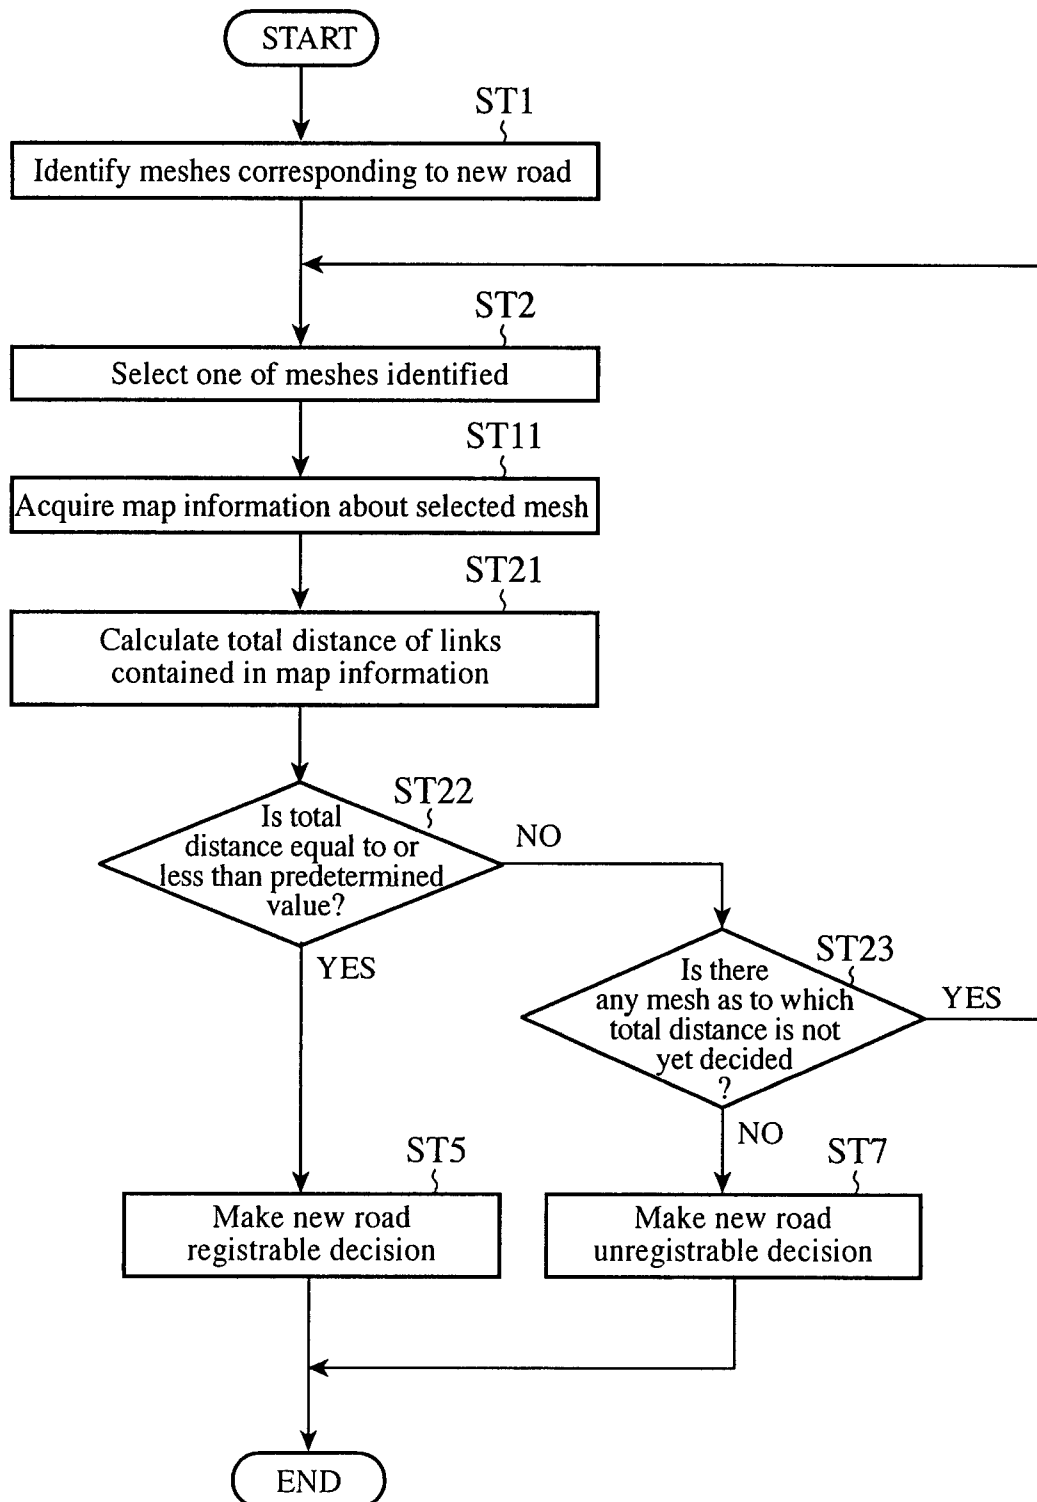 START
ST1
Identify meshes corresponding to new road
ST2
Select one of meshes identified
ST11
Acquire map information about selected mesh
ST21
Calculate total distance of links
contained in map information
ST22
Is total
distance equal to or
less than predetermined
value?
NO
YES
ST23
Is there
any mesh as to which
total distance is not
yet decided
?
YES
NO
ST5
Make new road
registrable decision
ST7
Make new road
unregistrable decision
END